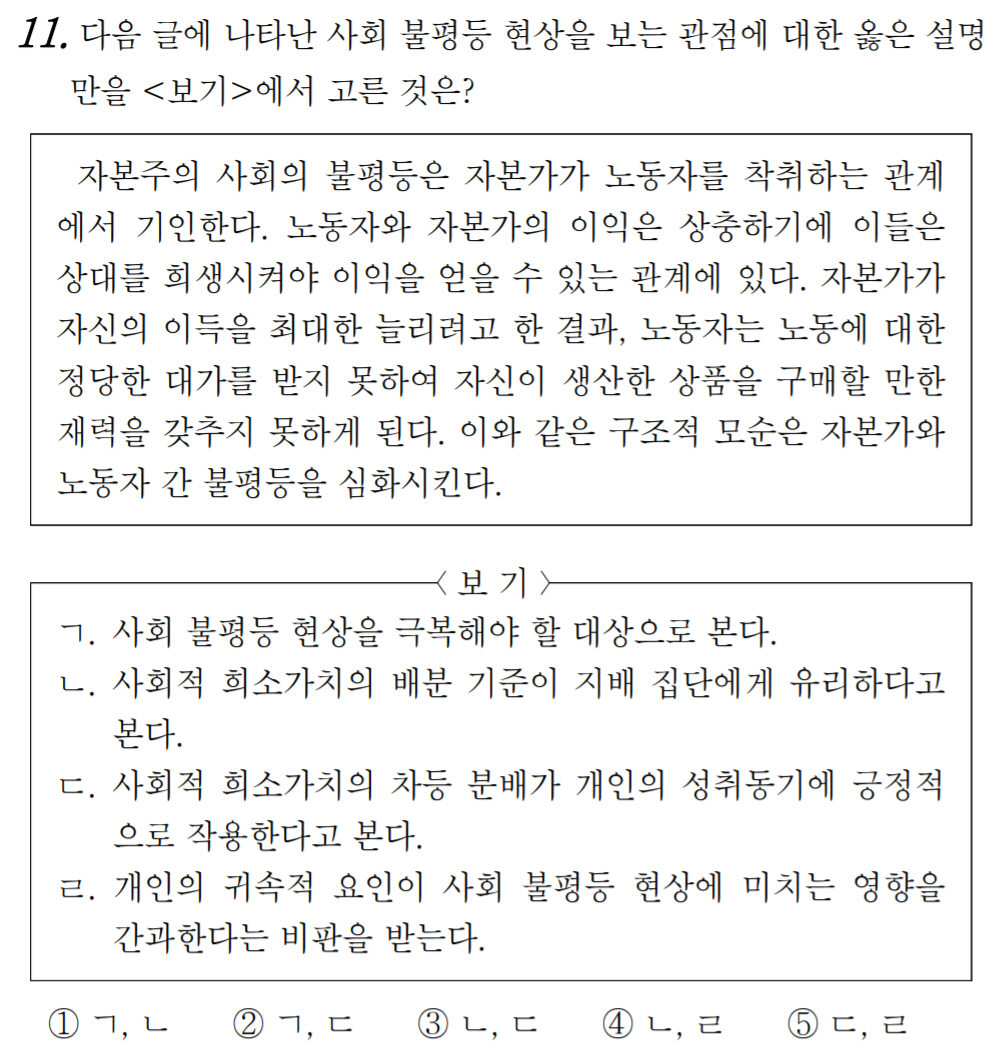 11. 다음 글에 나타난 사회 불평등 현상을 보는 관점에 대한 옳은 설명
만을 <보기>에서 고른 것은?
자본주의 사회의 불평등은 자본가가 노동자를 착취하는 관계
에서 기인한다. 노동자와 자본가의 이익은 상충하기에 이들은
상대를 희생시켜야 이익을 얻을 수 있는 관계에 있다. 자본가가
자신의 이득을 최대한 늘리려고 한 결과, 노동자는 노동에 대한
정당한 대가를 받지 못하여 자신이 생산한 상품을 구매할 만한
재력을 갖추지 못하게 된다. 이와 같은 구조적 모순은 자본가와
노동자 간 불평등을 심화시킨다.
〈보 기〉
ㄱ. 사회 불평등 현상을 극복해야 할 대상으로 본다.
ㄴ. 사회적 희소가치의 배분 기준이 지배 집단에게 유리하다고
본다.
ㄷ. 사회적 희소가치의 차등 분배가 개인의 성취동기에 긍정적
으로 작용한다고 본다.
ㄹ. 개인의 귀속적 요인이 사회 불평등 현상에 미치는 영향을
간과한다는 비판을 받는다.
① ㄱ, ㄴ ② ㄱ, ㄷ ③ ㄴ, ㄷ ④ ㄴ, ㄹ ⑤ ㄷ, ㄹ